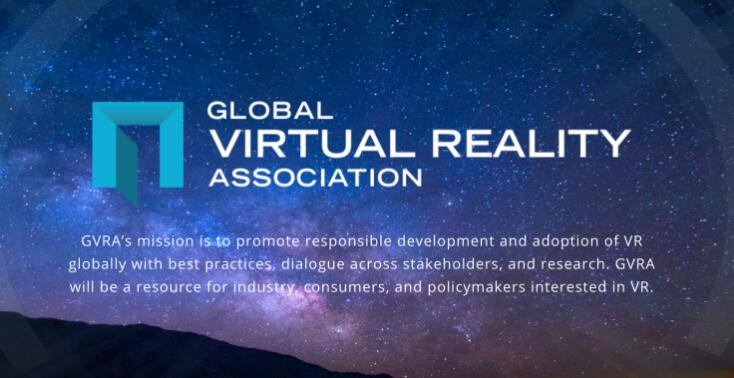 GLOBAL
VIRTUAL REALITY
ASSOCIATION
GVRA's mission is to promote responsible development and adoption of VR
globally with best practices, dialogue across stakeholders, and research. GVRA
will be a resource for industry, consumers, and policymakers interested in VR.